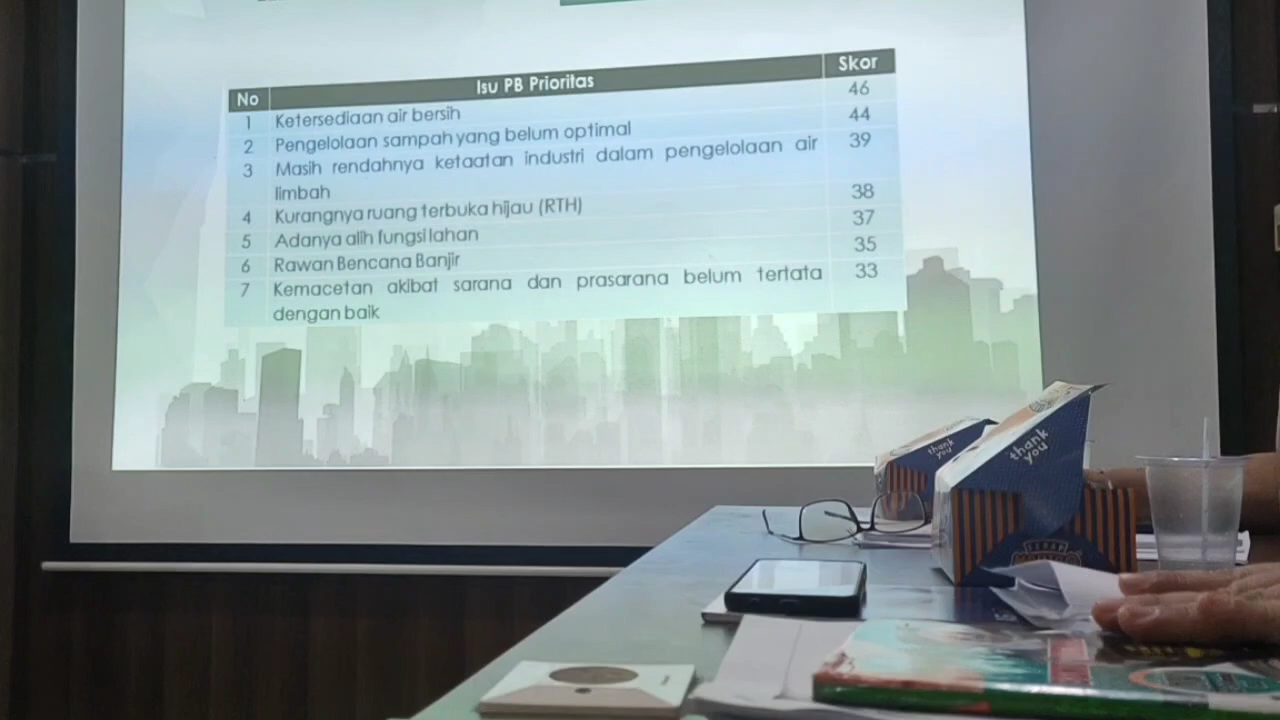 No Isu PB Prioritas Skor
1 Ketersediaan air bersih 46
2 Pengelolaan sampah yang belum optimal 44
3 Masih rendahnya ketaatan industri dalam pengelolaan air 39
limbah
4 Kurangnya ruang terbuka hijau (RTH) 38
5 Adanya alih fungsi lahan 37
6 Rawan Bencana Banjir 35
7 Kemacetan akibat sarana dan prasarana belum tertata 33
dengan baik
thank
you
thank
you